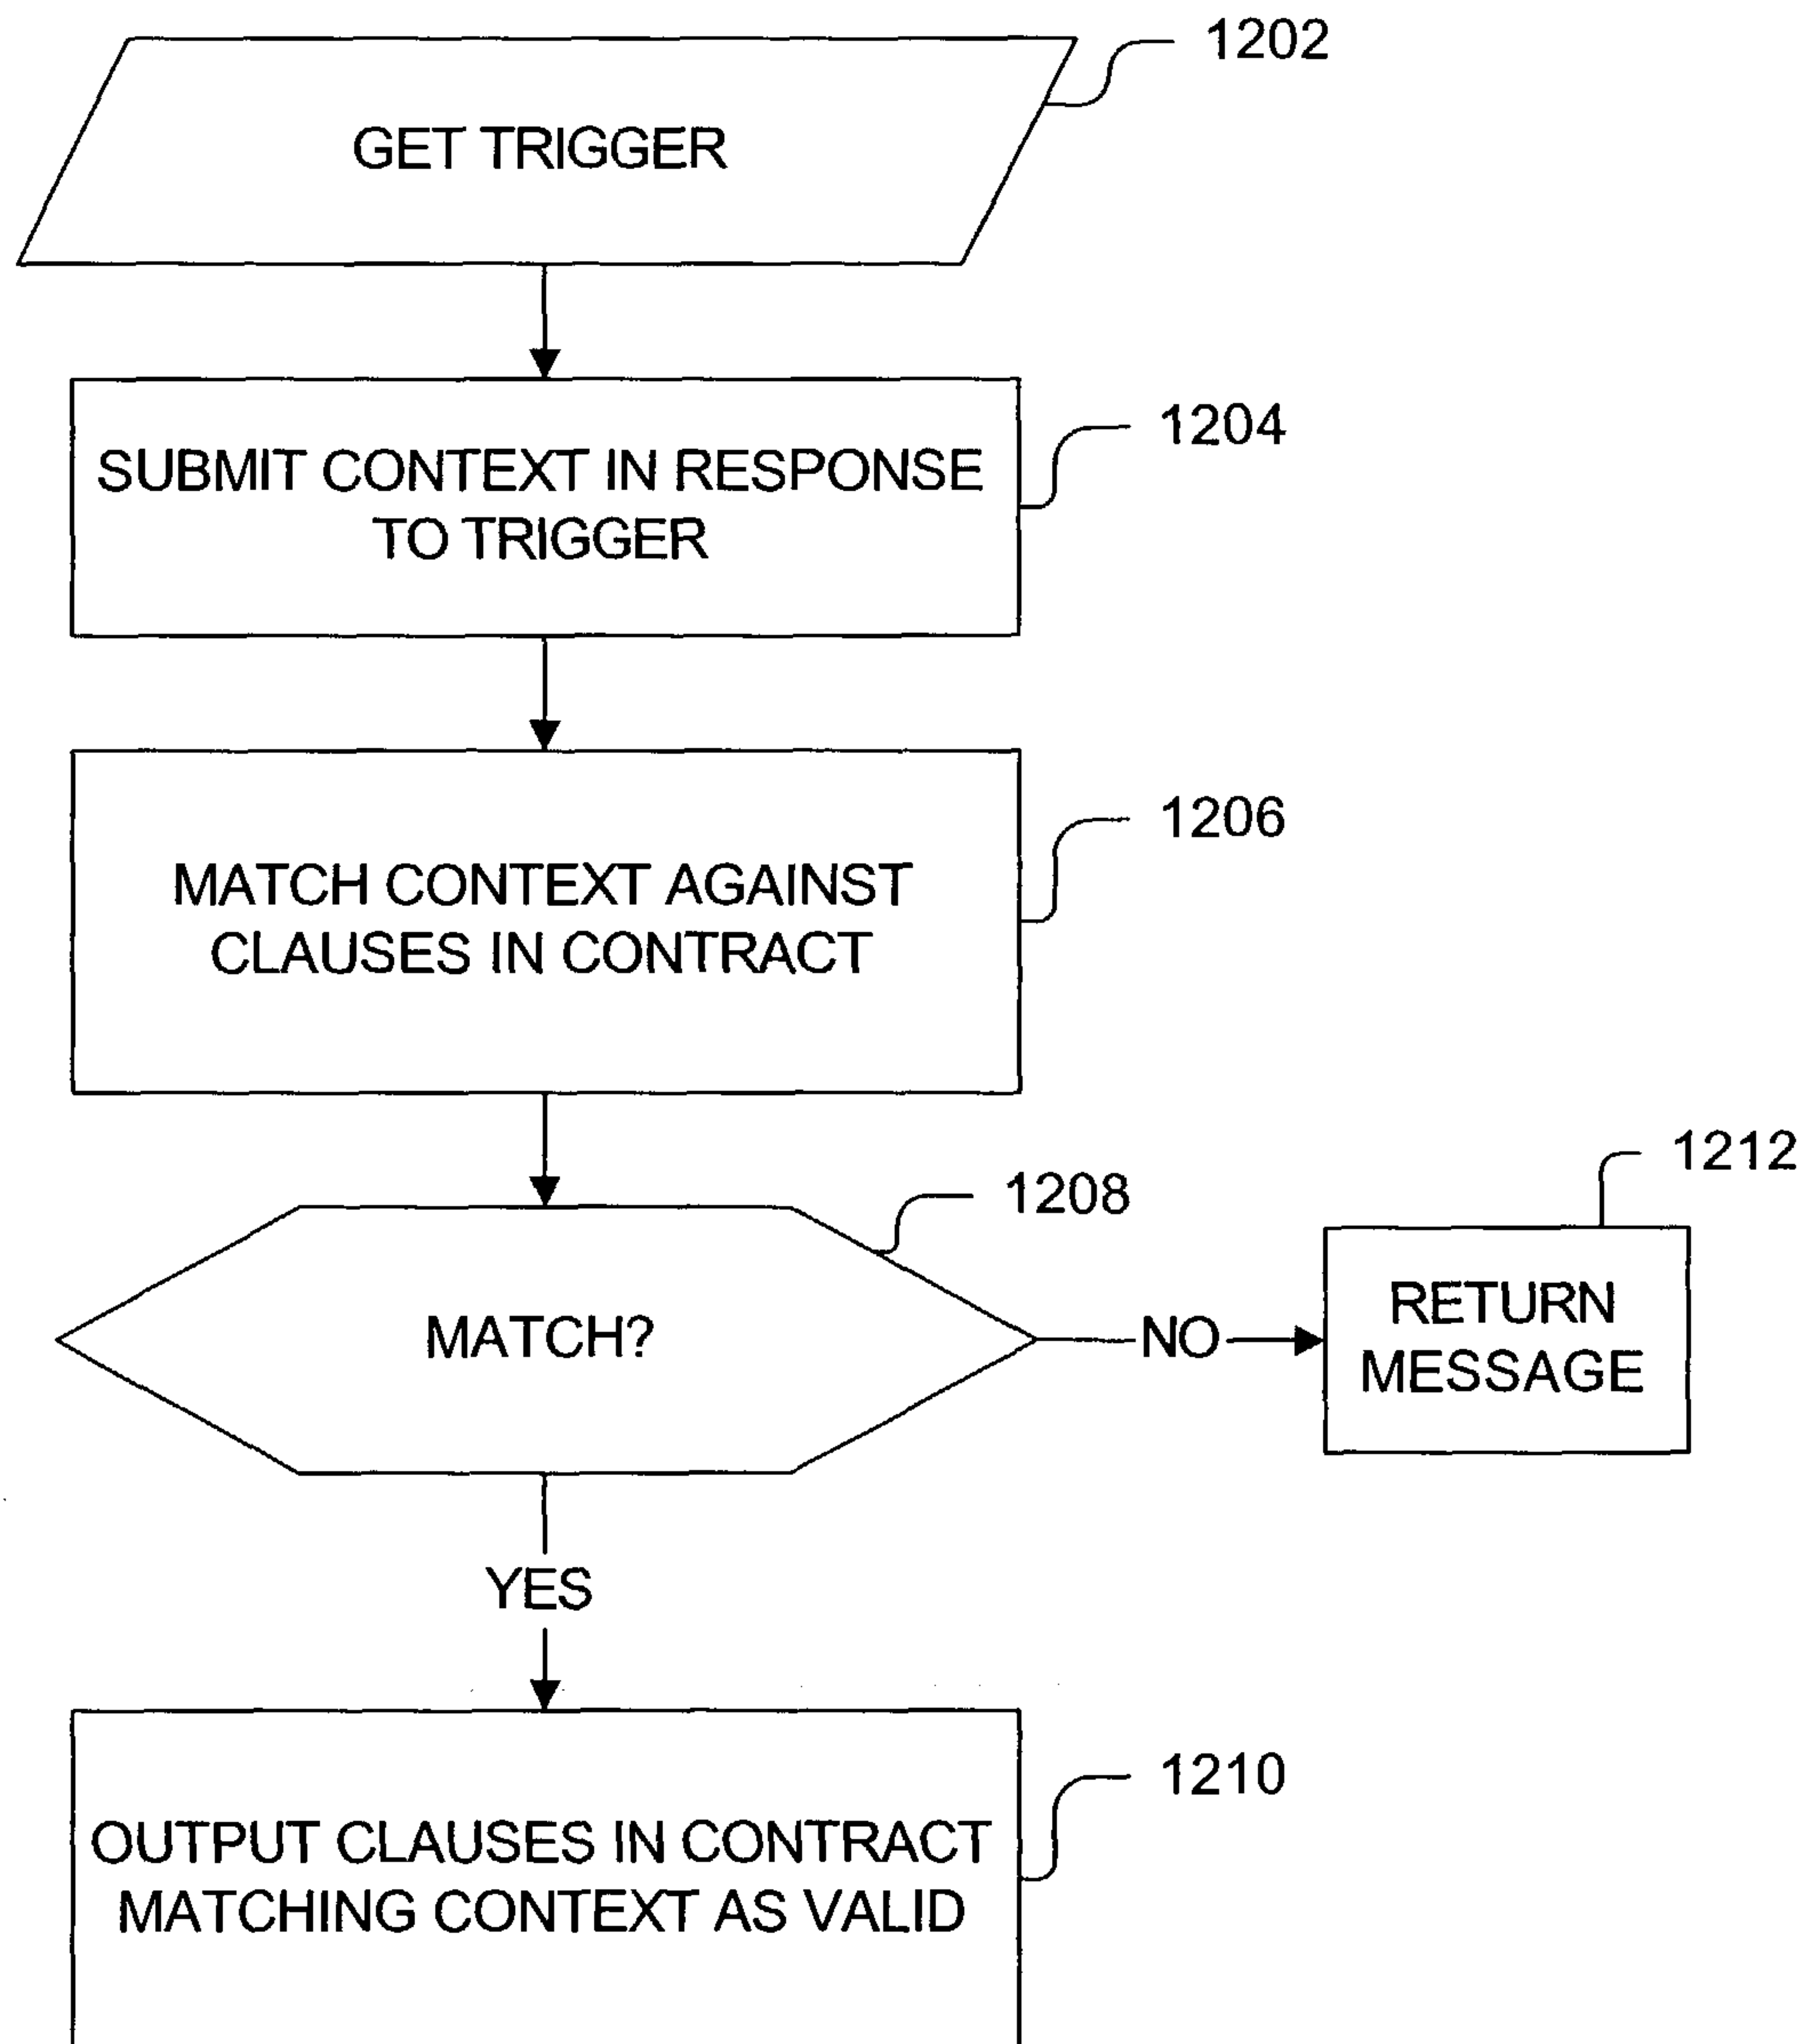 1202
GET TRIGGER
1204
SUBMIT CONTEXT IN RESPONSE
TO TRIGGER
1206
MATCH CONTEXT AGAINST
CLAUSES IN CONTRACT
1208
MATCH?
NO
1212
RETURN
MESSAGE
YES
1210
OUTPUT CLAUSES IN CONTRACT
MATCHING CONTEXT AS VALID